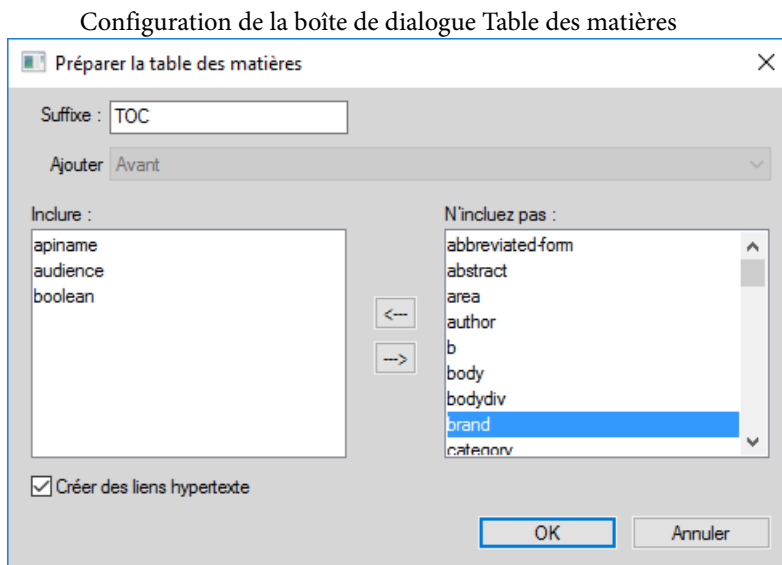 Configuration de la boîte de dialogue Table des matières
Préparer la table des matières
Suffixe : TOC
Ajouter Avant
Inclure :
apiname
audience
boolean
<---
--->
N'incluez pas :
abbreviated-form
abstract
area
author
b
body
bodydiv
brand
category
Créer des liens hypertexte
OK
Annuler